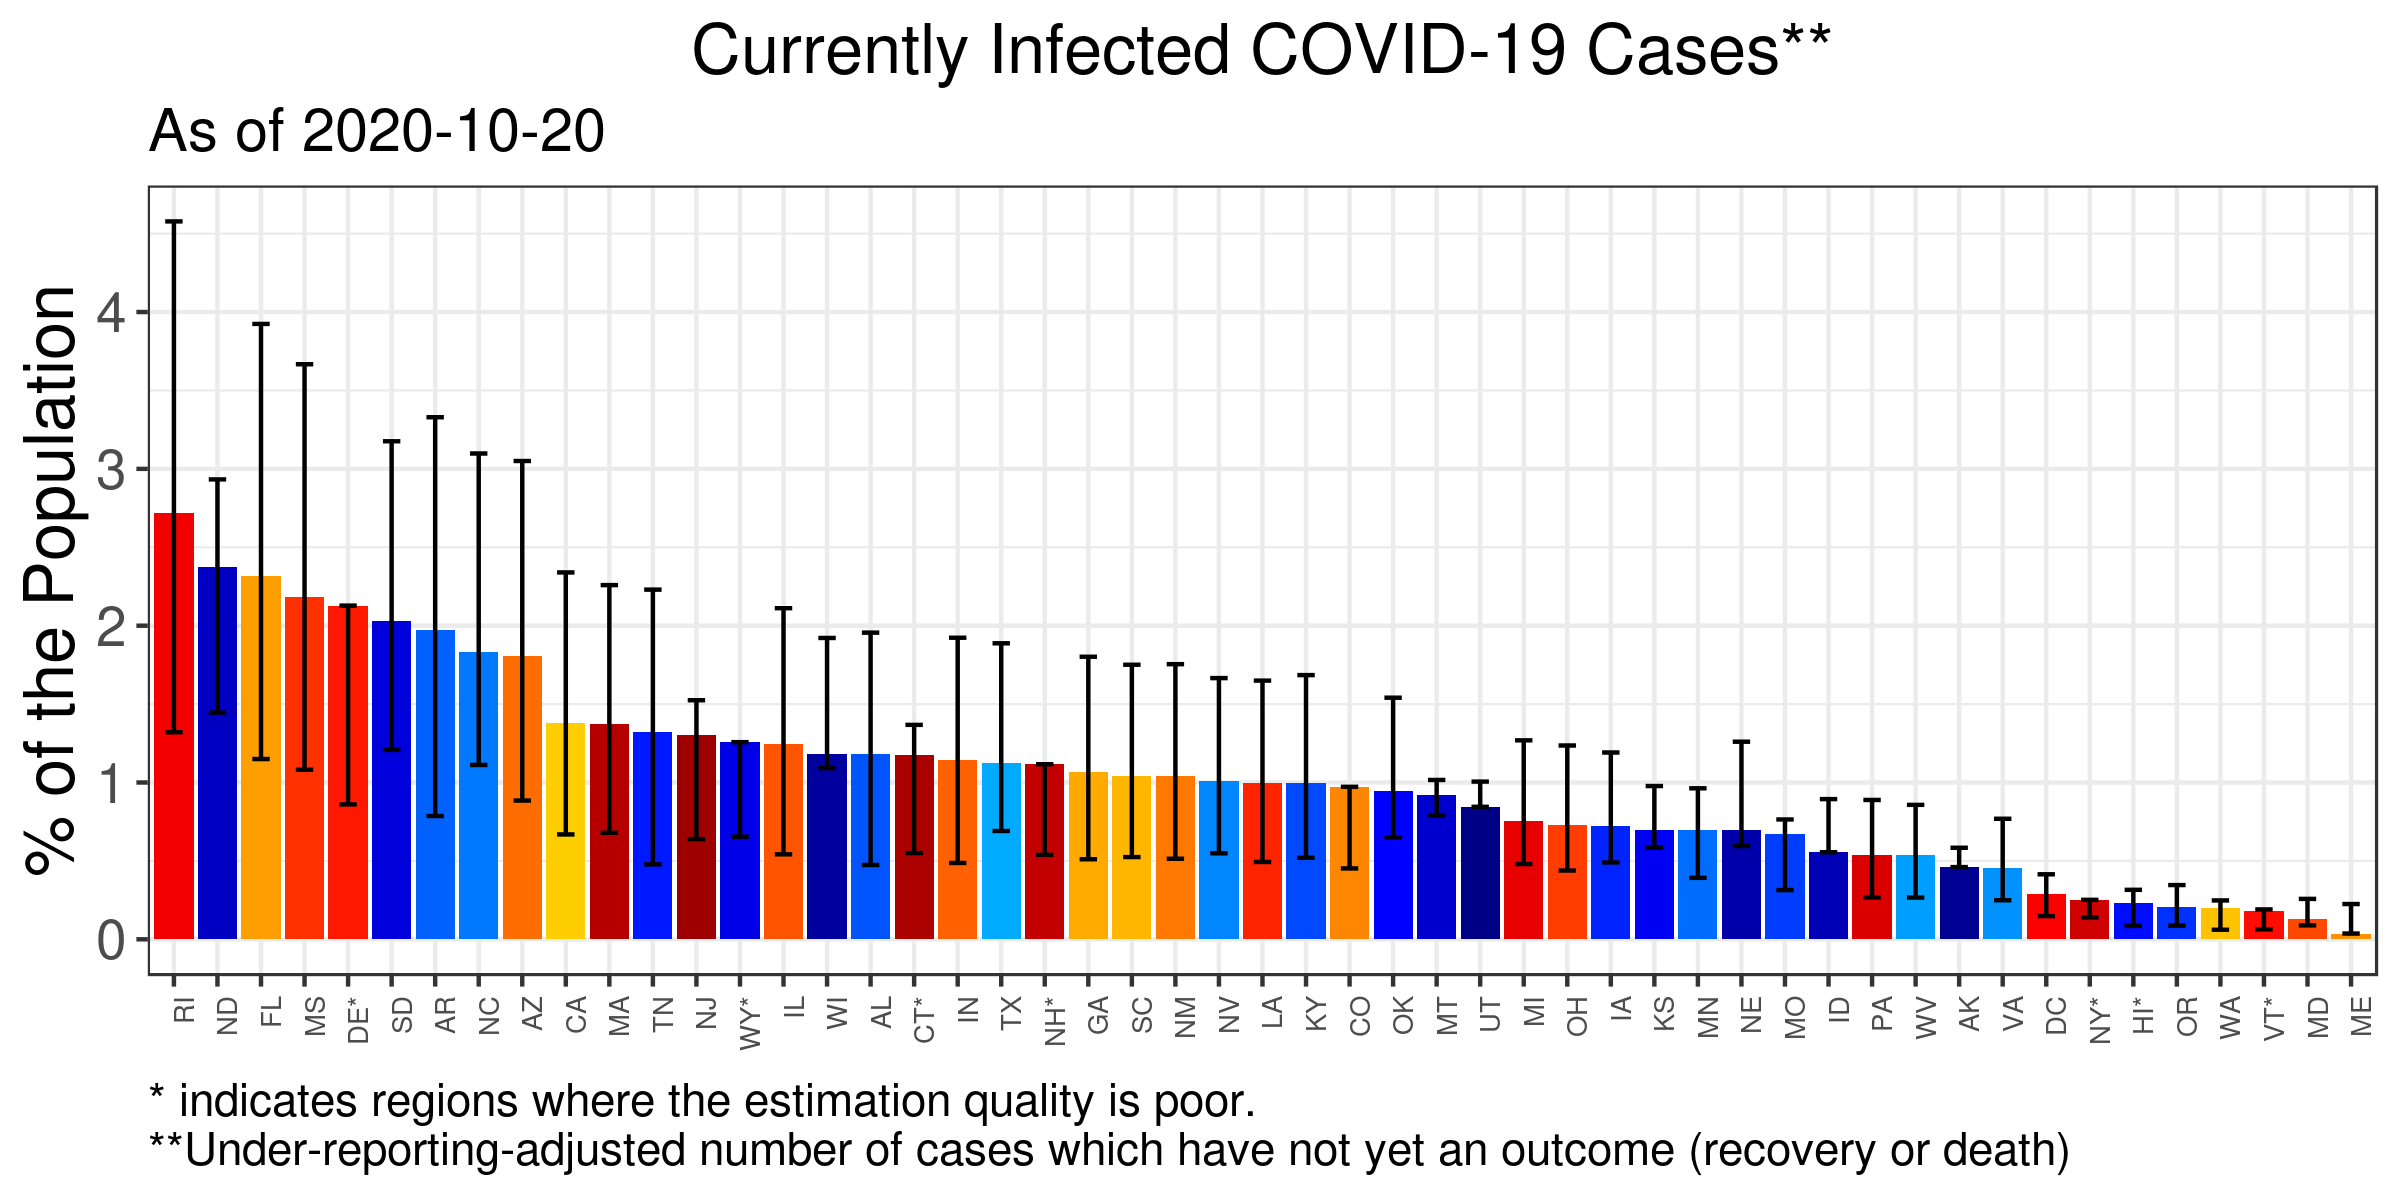 Currently Infected COVID-19 Cases**
As of 2020-10-20
% of the Population
4
3
2
1
0
RI ND FL MS DE* SD AR NC AZ CA MA TN NJ WY* IL WI AL CT* IN TX NH* GA SC NM NV LA KY CO OK MT UT MI OH IA KS MN NE MO ID PA WV AK VA DC NY* HI* OR WA VT* MD ME
* indicates regions where the estimation quality is poor.
**Under-reporting-adjusted number of cases which have not yet an outcome (recovery or death)